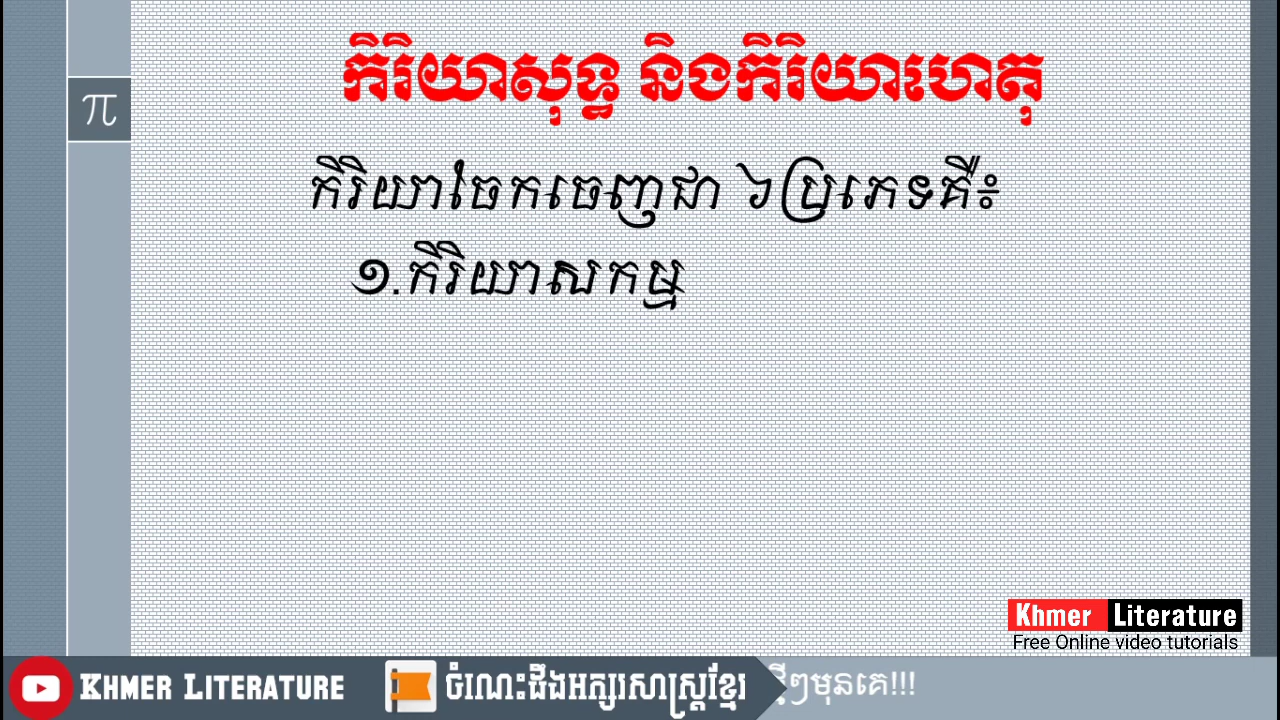 កិរិយាសុទ្ធ និងកិរិយាហេតុ
π
កិរិយាចែកចេញជា ៦ប្រភេទគឺ៖
១.កិរិយាសកម្ម
Khmer Literature
Free Online video tutorials
KHMER LITERATURE
ចំណេះដឹងអក្សរសាស្ត្រខ្មែរ
ថ្មីៗមុនគេ!!!